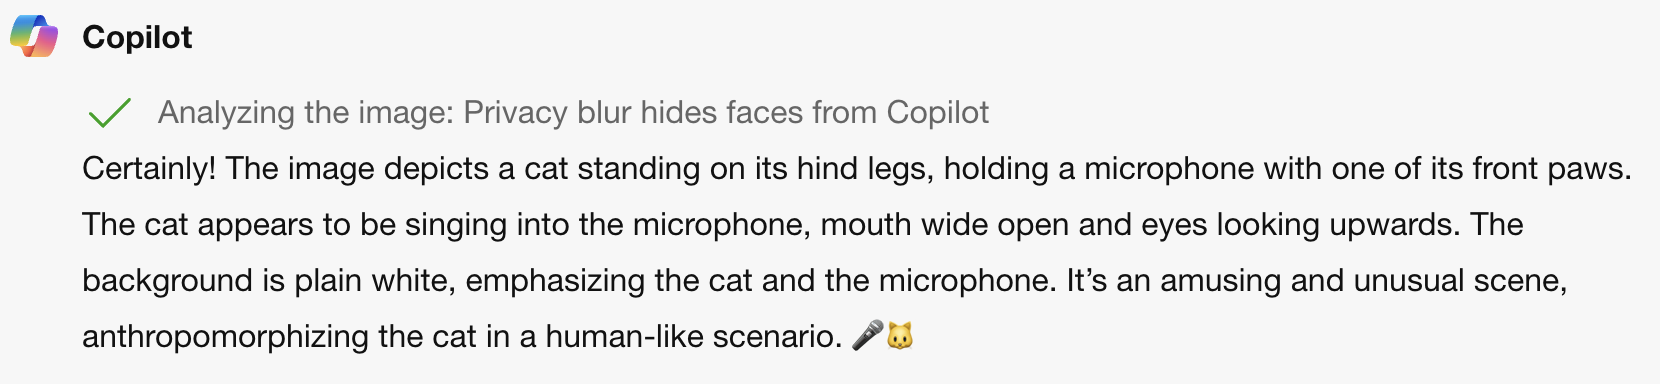 Copilot
Analyzing the image: Privacy blur hides faces from Copilot
Certainly! The image depicts a cat standing on its hind legs, holding a microphone with one of its front paws.
The cat appears to be singing into the microphone, mouth wide open and eyes looking upwards. The
background is plain white, emphasizing the cat and the microphone. It’s an amusing and unusual scene,
anthropomorphizing the cat in a human-like scenario. 🎤🐱